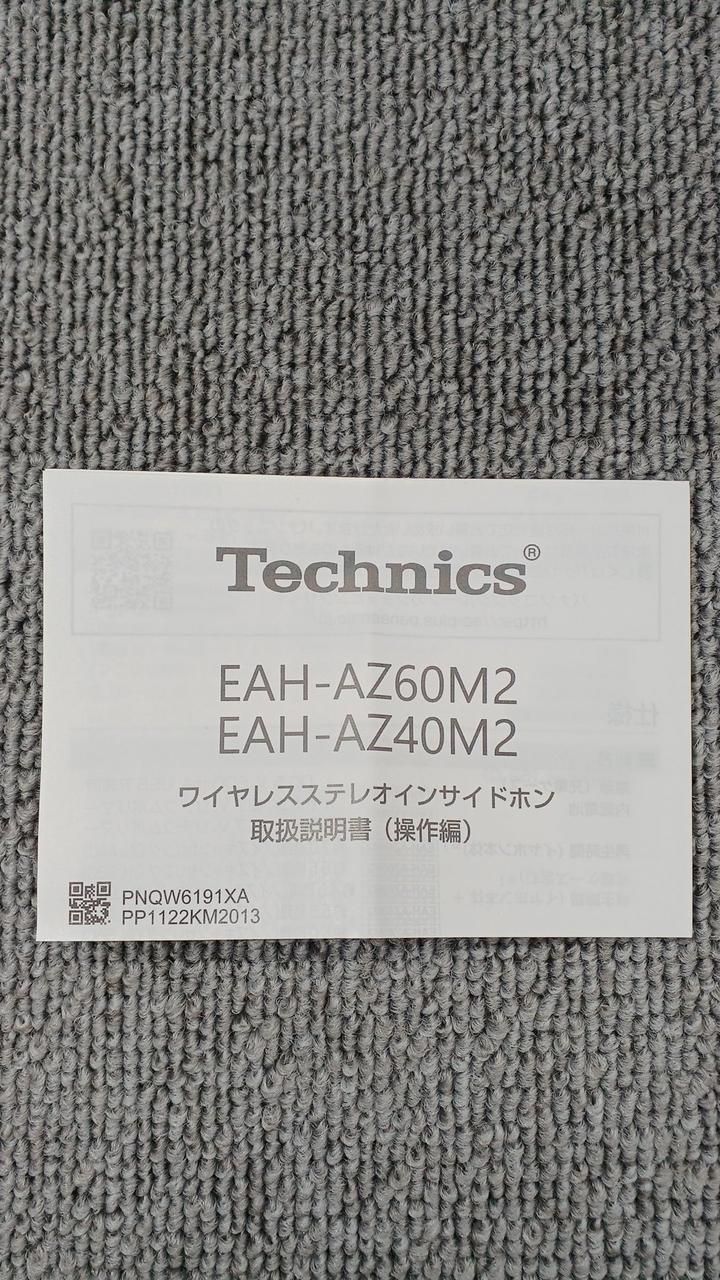 Technics®
EAH-AZ60M2
EAH-AZ40M2
ワイヤレスステレオインサイドホン
取扱説明書（操作編）
PNQW6191XA
PP1122KM2013